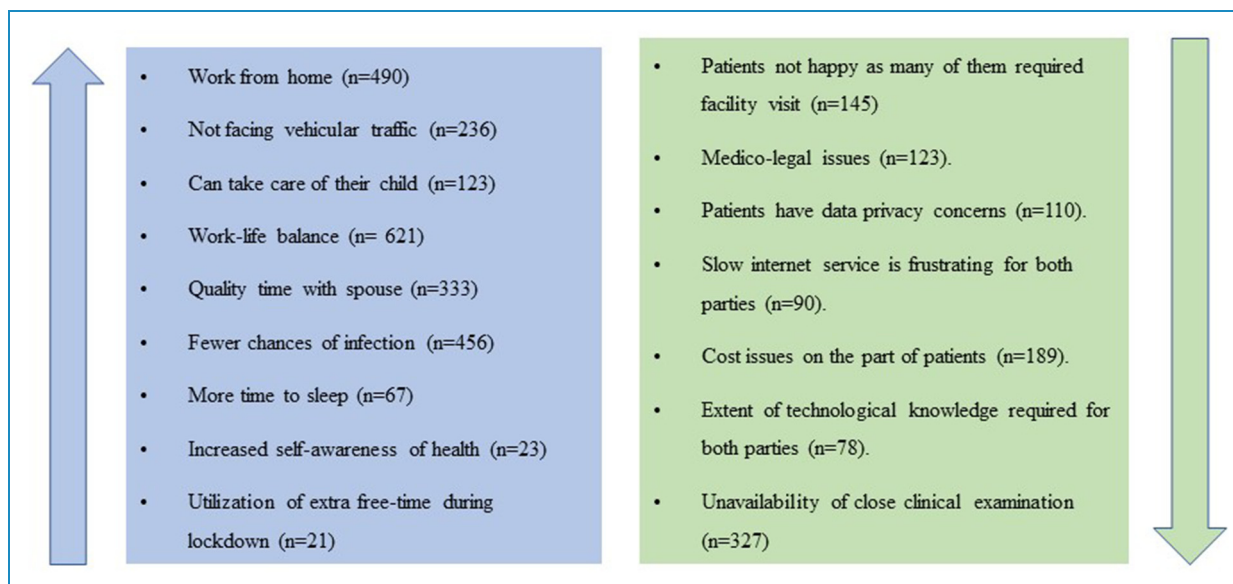 • Work from home (n=490)
• Not facing vehicular traffic (n=236)
• Can take care of their child (n=123)
• Work-life balance (n= 621)
• Quality time with spouse (n=333)
• Fewer chances of infection (n=456)
• More time to sleep (n=67)
• Increased self-awareness of health (n=23)
• Utilization of extra free-time during
lockdown (n=21)
• Patients not happy as many of them required
facility visit (n=145)
• Medico-legal issues (n=123).
• Patients have data privacy concerns (n=110).
• Slow internet service is frustrating for both
parties (n=90).
• Cost issues on the part of patients (n=189).
• Extent of technological knowledge required for
both parties (n=78).
• Unavailability of close clinical examination
(n=327)